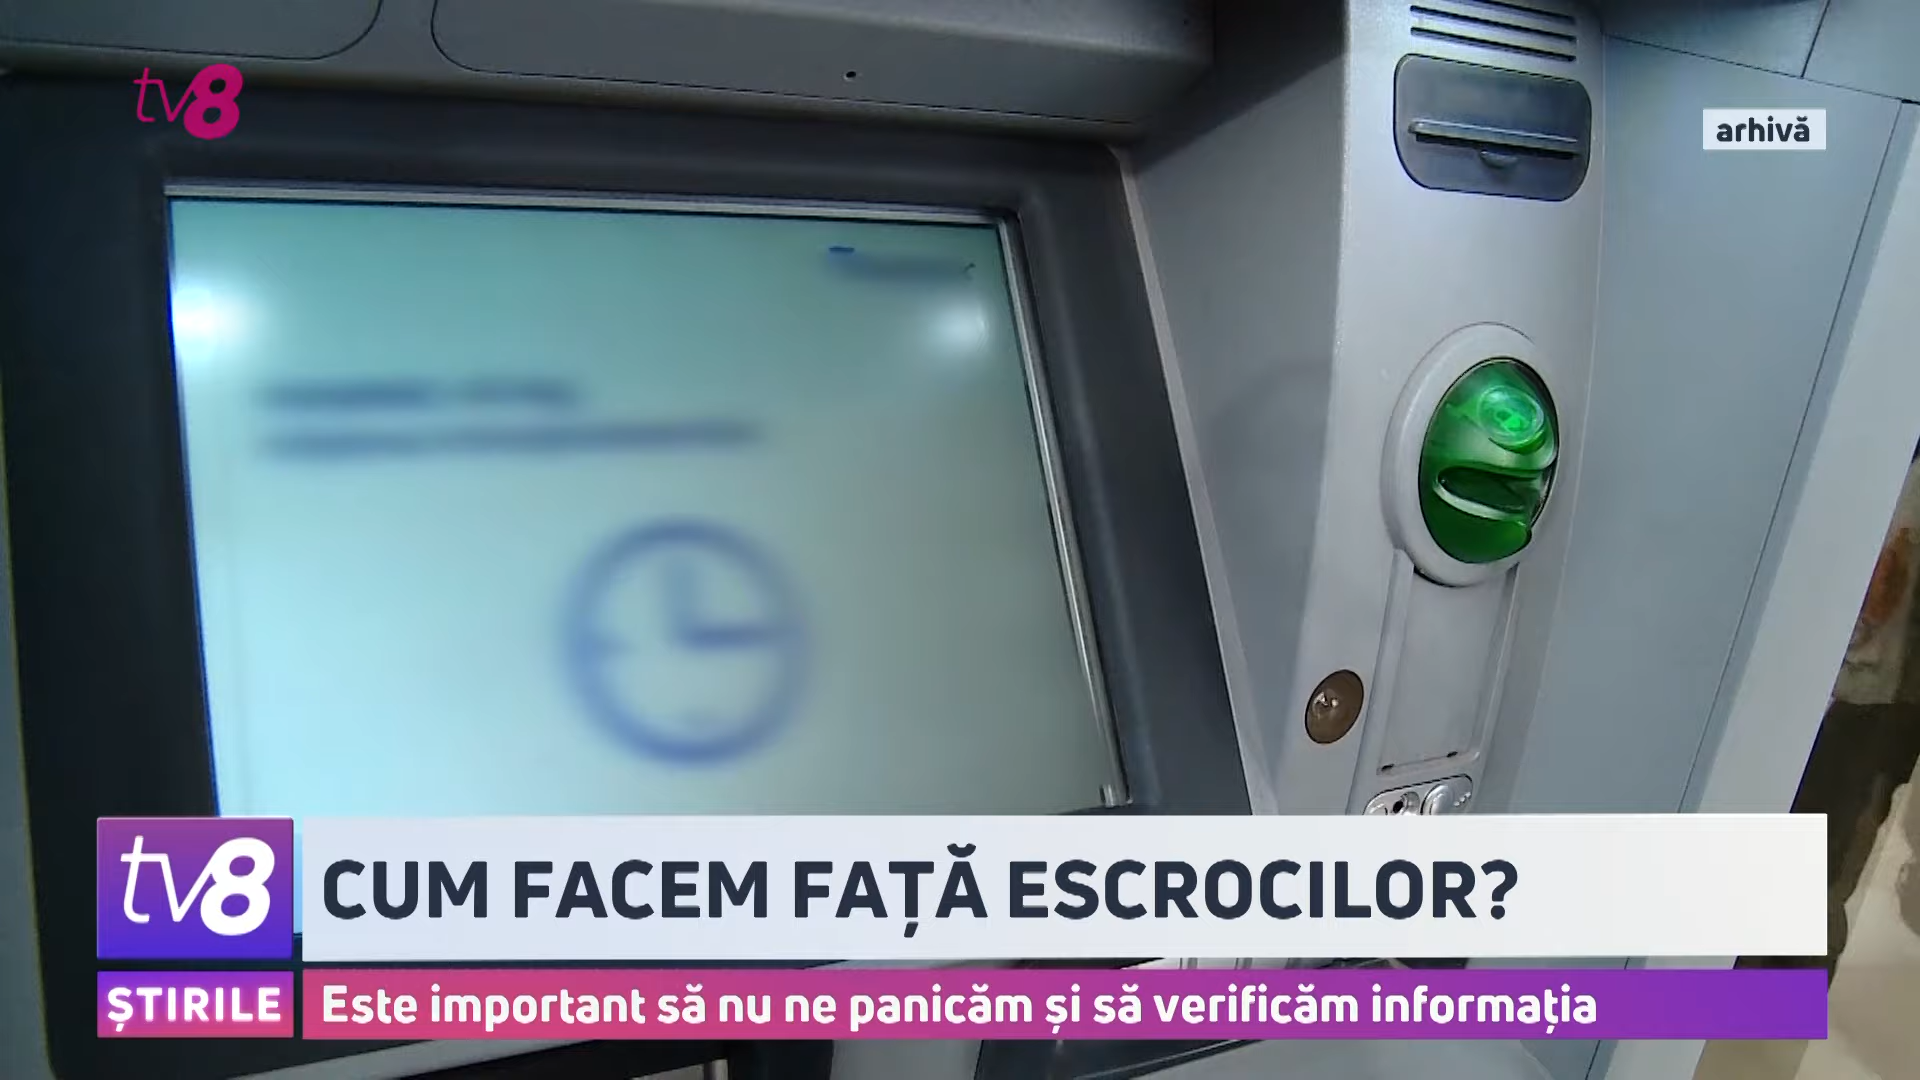 tv8
arhivă
tv8
CUM FACEM FAȚĂ ESCROCILOR?
ȘTIRILE
Este important să nu ne panicăm și să verificăm informația